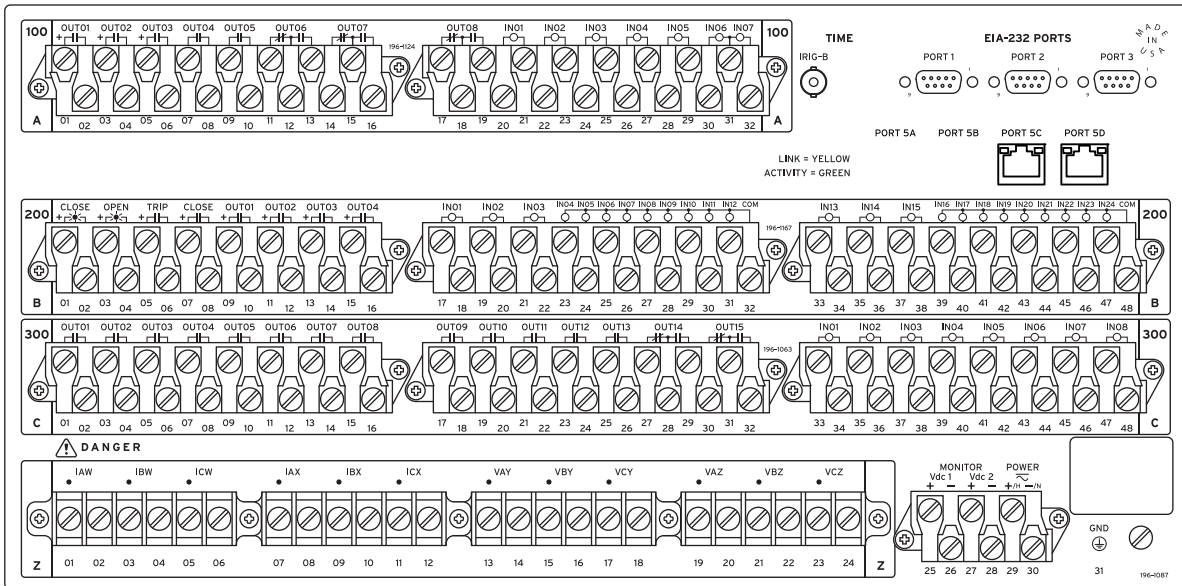 100 OUT01 OUT02 OUT03 OUT04 OUT05 OUT06 OUT07 OUT08 IN01 IN02 IN03 IN04 IN05 IN06 IN07 100
+ + +
196-1124
A 01 02 03 04 05 06 07 08 09 10 11 12 13 14 15 16 17 18 19 20 21 22 23 24 25 26 27 28 29 30 31 32 A
TIME EIA-232 PORTS MADE IN USA
IRIG-B PORT 1 PORT 2 PORT 3
9 1 9 1 9 1
PORT 5A PORT 5B PORT 5C PORT 5D
LINK = YELLOW
ACTIVITY = GREEN
200 CLOSE OPEN TRIP CLOSE OUT01 OUT02 OUT03 OUT04 IN01 IN02 IN03 IN04 IN05 IN06 IN07 IN08 IN09 IN10 IN11 IN12 COM IN13 IN14 IN15 IN16 IN17 IN18 IN19 IN20 IN21 IN22 IN23 IN24 COM 200
+ + + + + + + +
196-1167
B 01 02 03 04 05 06 07 08 09 10 11 12 13 14 15 16 17 18 19 20 21 22 23 24 25 26 27 28 29 30 31 32 33 34 35 36 37 38 39 40 41 42 43 44 45 46 47 48 B
300 OUT01 OUT02 OUT03 OUT04 OUT05 OUT06 OUT07 OUT08 OUT09 OUT10 OUT11 OUT12 OUT13 OUT14 OUT15 IN01 IN02 IN03 IN04 IN05 IN06 IN07 IN08 300
196-1063
C 01 02 03 04 05 06 07 08 09 10 11 12 13 14 15 16 17 18 19 20 21 22 23 24 25 26 27 28 29 30 31 32 33 34 35 36 37 38 39 40 41 42 43 44 45 46 47 48 C
! DANGER
IAW IBW ICW IAX IBX ICX VAY VBY VCY VAZ VBZ VCZ
Z 01 02 03 04 05 06 07 08 09 10 11 12 13 14 15 16 17 18 19 20 21 22 23 24 Z
MONITOR POWER
Vdc 1 Vdc 2
+ − + − +/H −/N
25 26 27 28 29 30
GND
31
196-1087